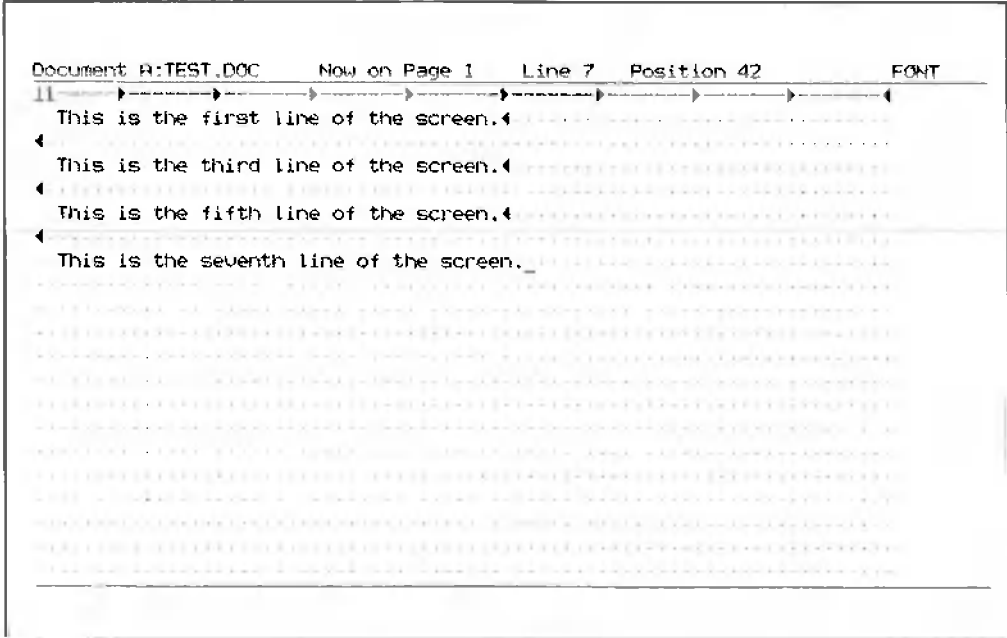 Document A:TEST.DOC Now on Page 1 Line 7 Position 42 FONT
11
This is the first line of the screen.
This is the third line of the screen.
This is the fifth line of the screen.
This is the seventh line of the screen._